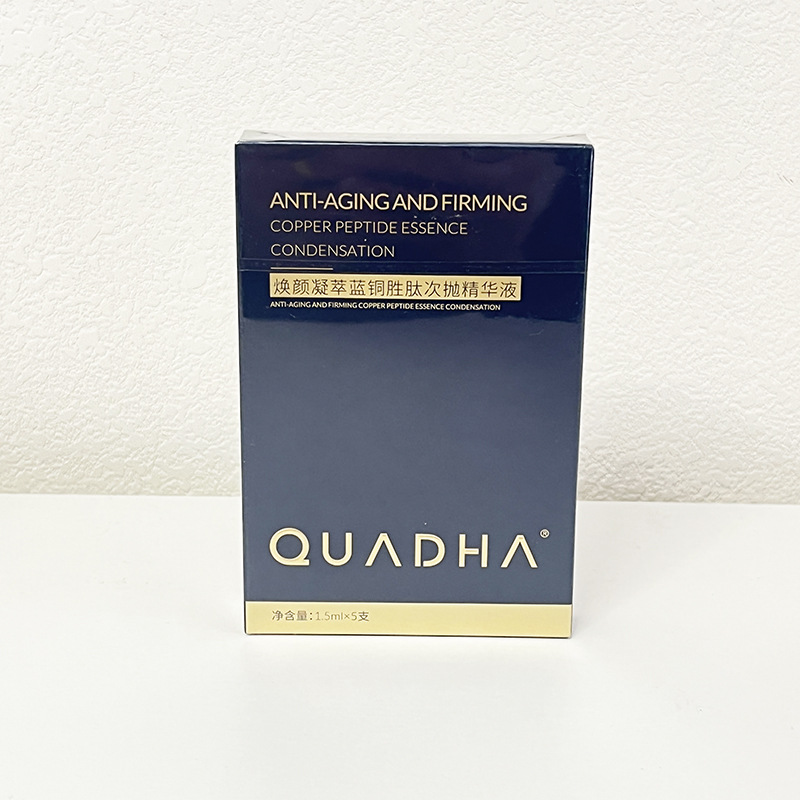 ANTI-AGING AND FIRMING
COPPER PEPTIDE ESSENCE
CONDENSATION
焕颜凝萃蓝铜胜肽次抛精华液
ANTI-AGING AND FIRMING COPPER PEPTIDE ESSENCE CONDENSATION
QUADHA®
净含量:1.5ml×5支